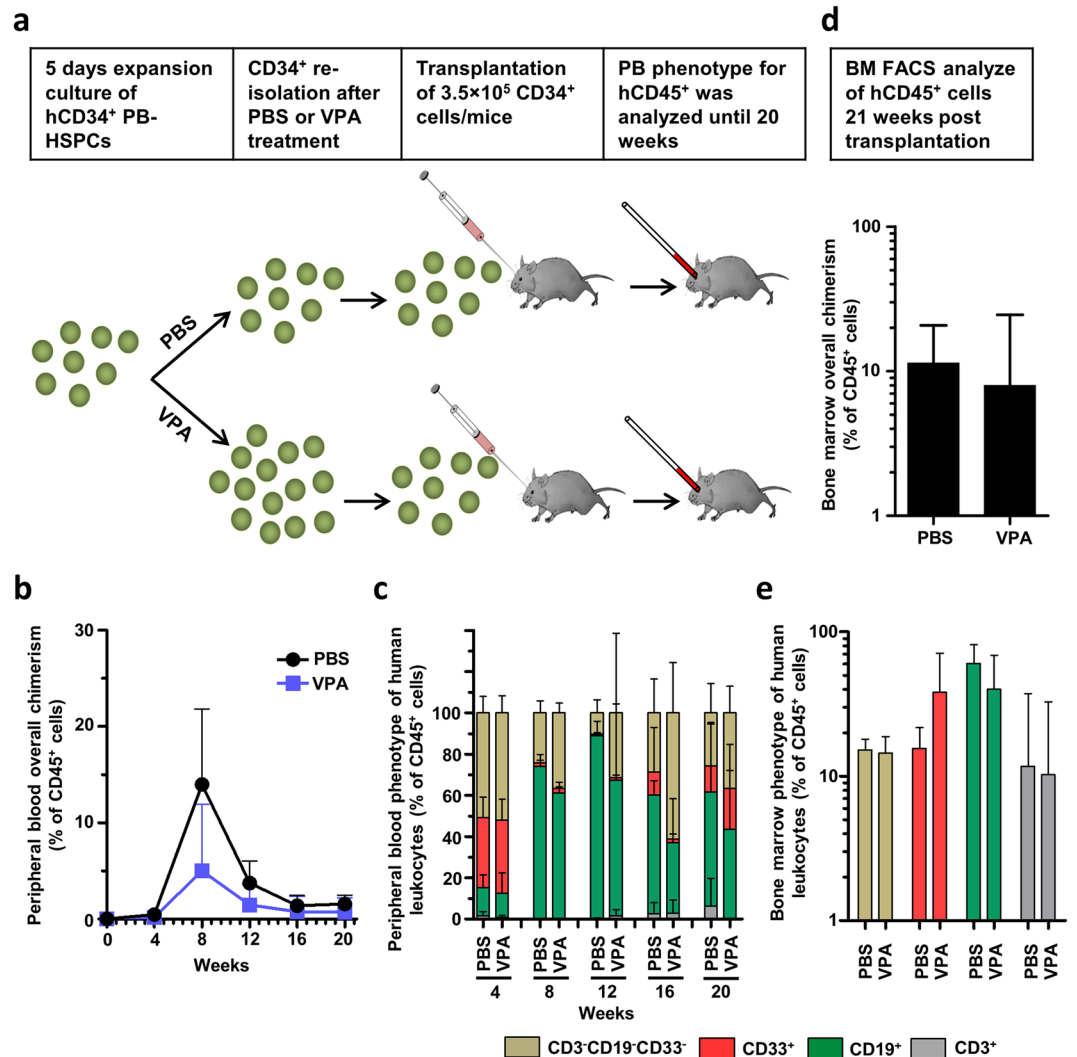 a
5 days expansion
culture of
hCD34⁺ PB-
HSPCs
CD34⁺ re-
isolation after
PBS or VPA
treatment
Transplantation
of 3.5×10⁵ CD34⁺
cells/mice
PB phenotype for
hCD45⁺ was
analyzed until 20
weeks
PBS
VPA
d
BM FACS analyze
of hCD45⁺ cells
21 weeks post
transplantation
Bone marrow overall chimerism
(% of CD45⁺ cells)
100
10
1
PBS
VPA
b
Peripheral blood overall chimerism
(% of CD45⁺ cells)
30
20
10
0
PBS
VPA
0
4
8
12
16
20
Weeks
c
Peripheral blood phenotype of human
leukocytes (% of CD45⁺ cells)
100
80
60
40
20
0
PBS
VPA
PBS
VPA
PBS
VPA
PBS
VPA
PBS
VPA
4
8
12
16
20
Weeks
e
Bone marrow phenotype of human
leukocytes (% of CD45⁺ cells)
100
10
1
PBS
VPA
PBS
VPA
PBS
VPA
PBS
VPA
CD3⁻CD19⁻CD33⁻
CD33⁺
CD19⁺
CD3⁺